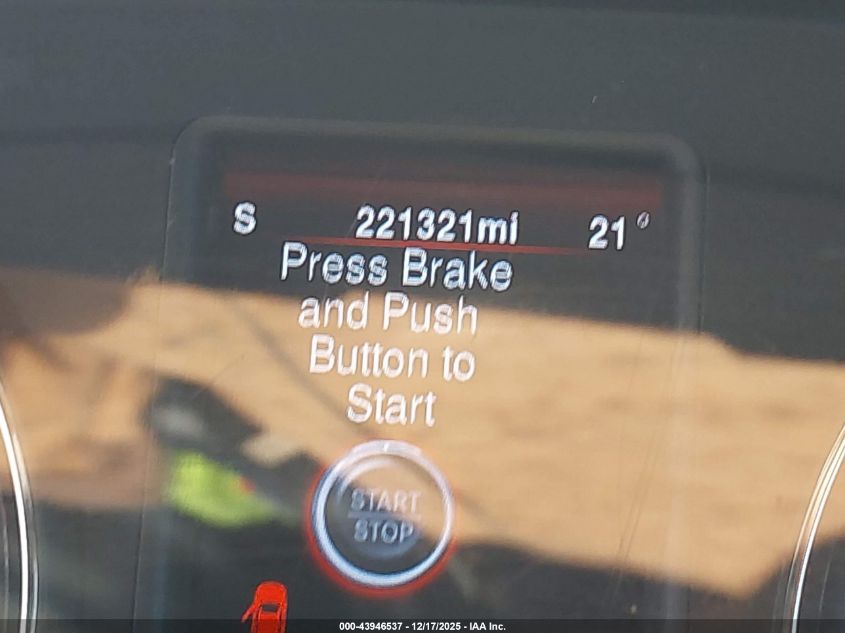 S 221321mi 21°
Press Brake
and Push
Button to
Start
START
STOP
000-43946537 - 12/17/2025 - IAA Inc.